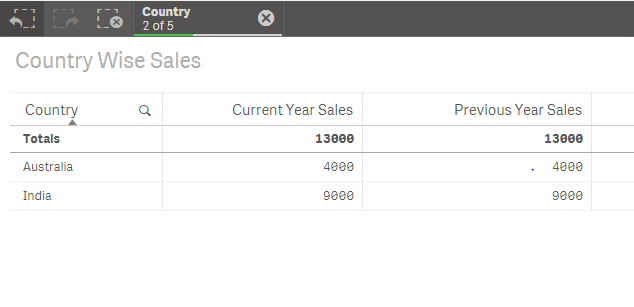 Country
2 of 5
Country Wise Sales
Country Current Year Sales Previous Year Sales
Totals 13000 13000
Australia 4000 4000
India 9000 9000